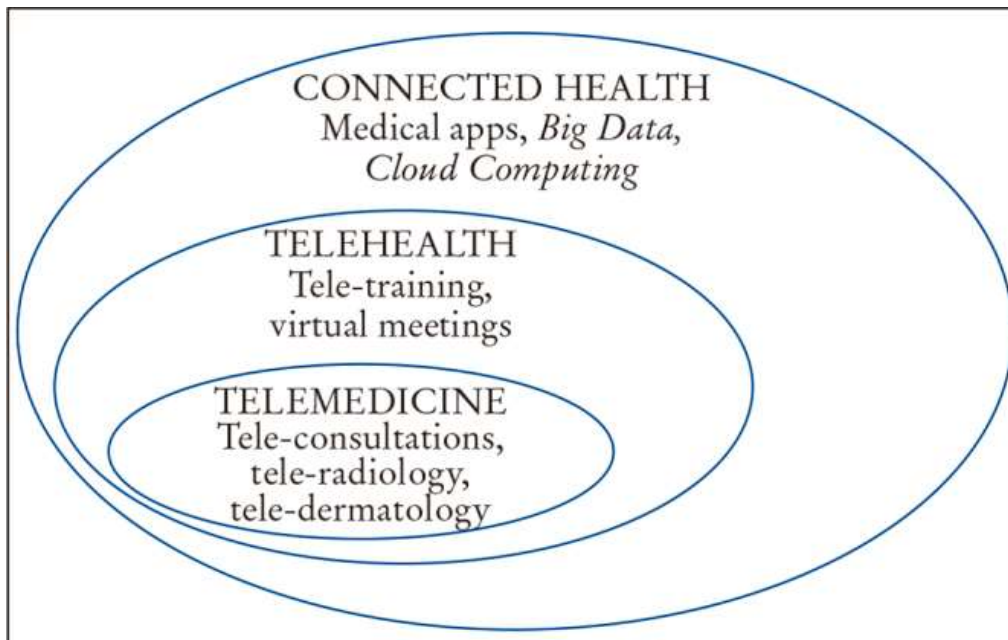 CONNECTED HEALTH
Medical apps, Big Data,
Cloud Computing
TELEHEALTH
Tele-training,
virtual meetings
TELEMEDICINE
Tele-consultations,
tele-radiology,
tele-dermatology